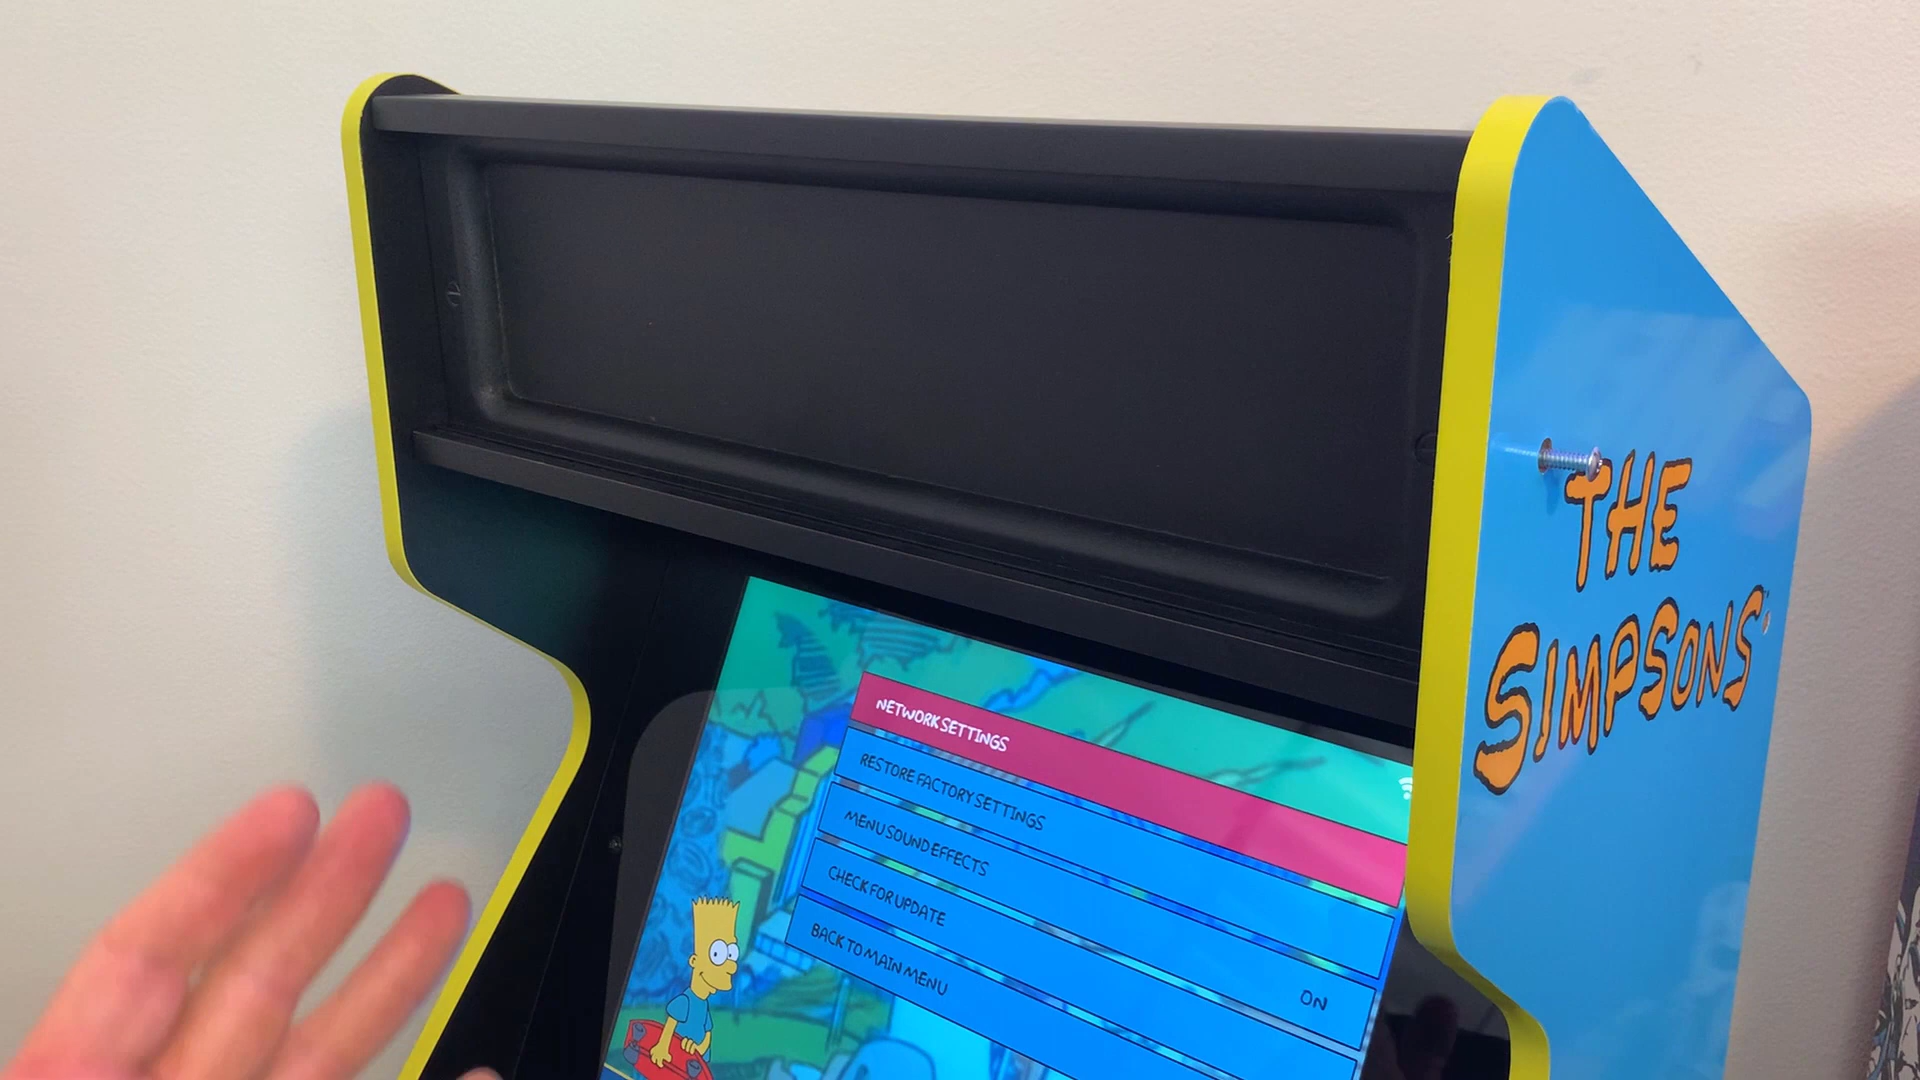 THE
SIMPSONS
NETWORK SETTINGS
RESTORE FACTORY SETTINGS
MENU SOUND EFFECTS
ON
CHECK FOR UPDATE
BACK TO MAIN MENU